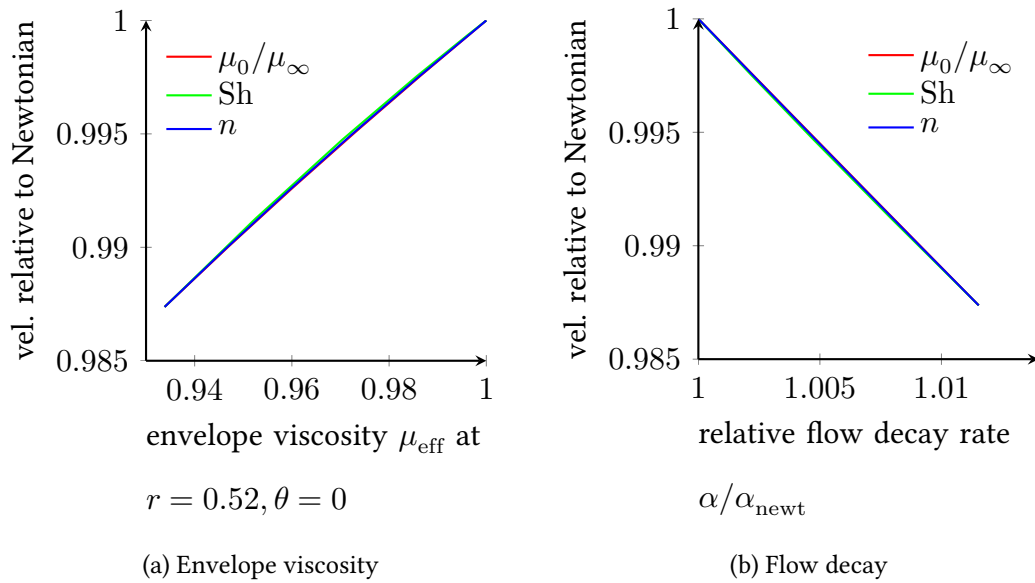 vel. relative to Newtonian
1
0.995
0.99
0.985
μ₀/μ∞
Sh
n
0.94 0.96 0.98 1
envelope viscosity μ_eff at
r = 0.52, θ = 0
(a) Envelope viscosity
vel. relative to Newtonian
1
0.995
0.99
0.985
μ₀/μ∞
Sh
n
1 1.005 1.01
relative flow decay rate
α/α_newt
(b) Flow decay